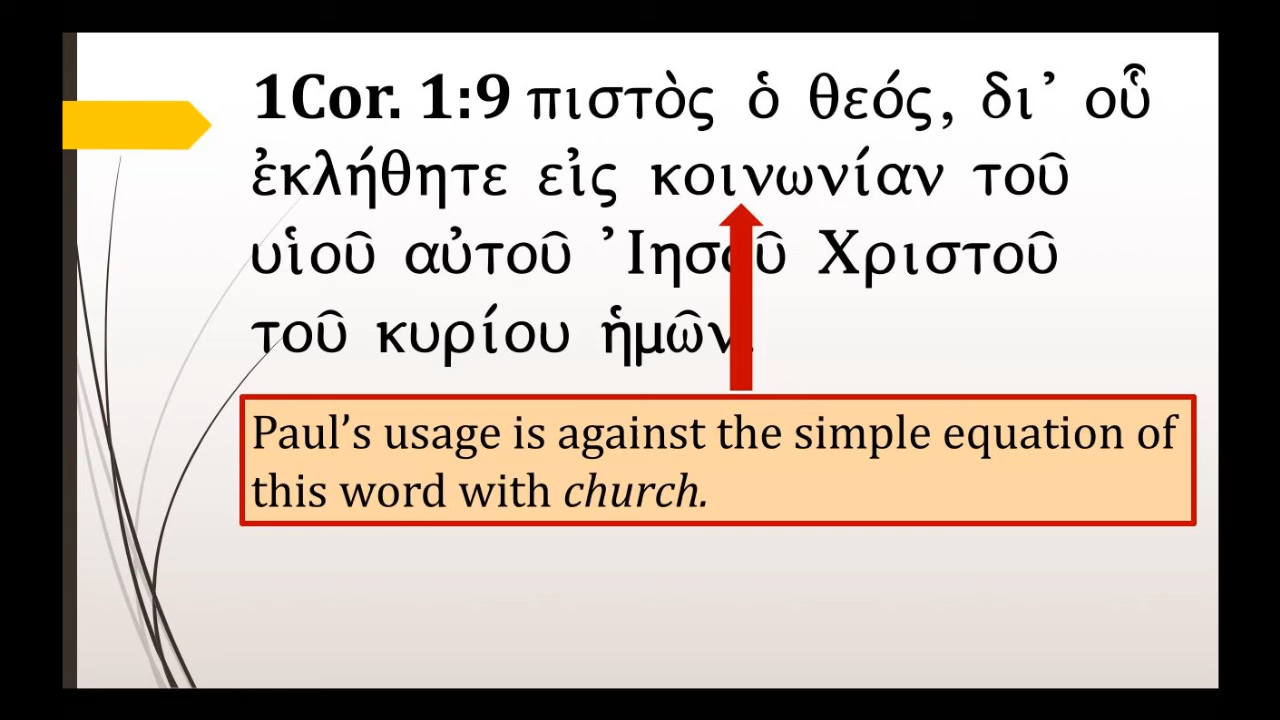 1Cor. 1:9 πιστὸς ὁ θεός, δι᾽ οὗ
ἐκλήθητε εἰς κοινωνίαν τοῦ
υἱοῦ αὐτοῦ ᾽Ιησοῦ Χριστοῦ
τοῦ κυρίου ἡμῶν.
Paul’s usage is against the simple equation of
this word with church.